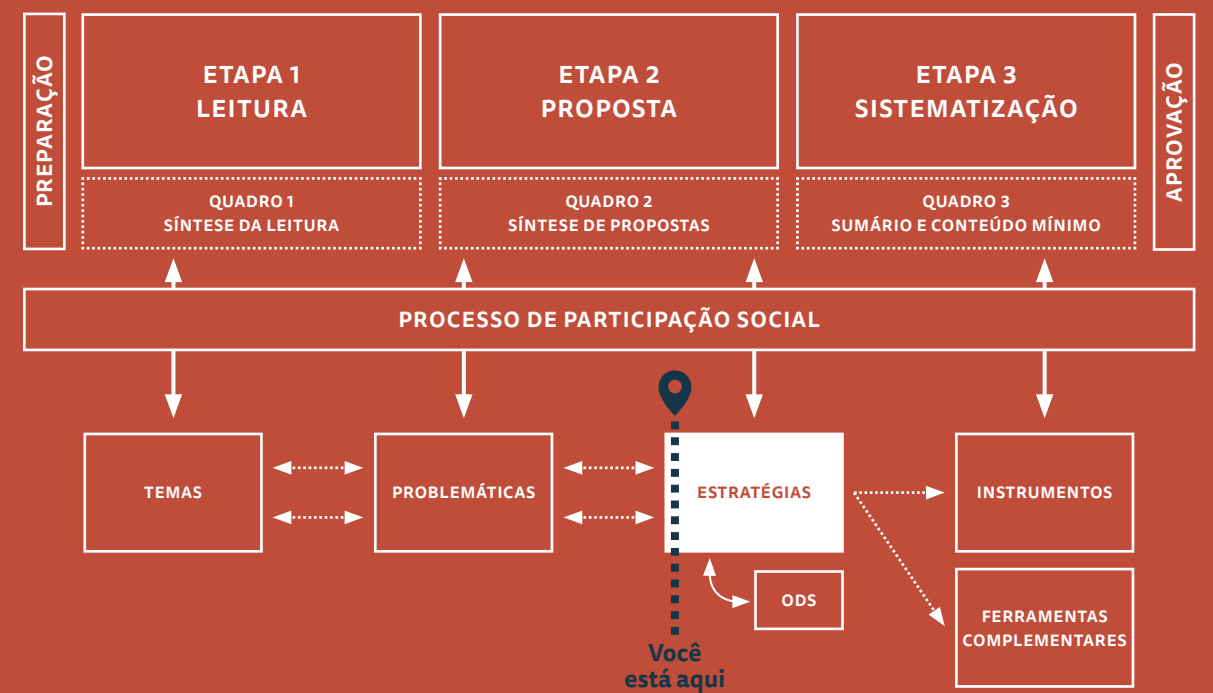 PREPARAÇÃO
ETAPA 1
LEITURA
ETAPA 2
PROPOSTA
ETAPA 3
SISTEMATIZAÇÃO
APROVAÇÃO
QUADRO 1
SÍNTESE DA LEITURA
QUADRO 2
SÍNTESE DE PROPOSTAS
QUADRO 3
SUMÁRIO E CONTEÚDO MÍNIMO
PROCESSO DE PARTICIPAÇÃO SOCIAL
TEMAS
PROBLEMÁTICAS
ESTRATÉGIAS
INSTRUMENTOS
ODS
FERRAMENTAS
COMPLEMENTARES
Você
está aqui